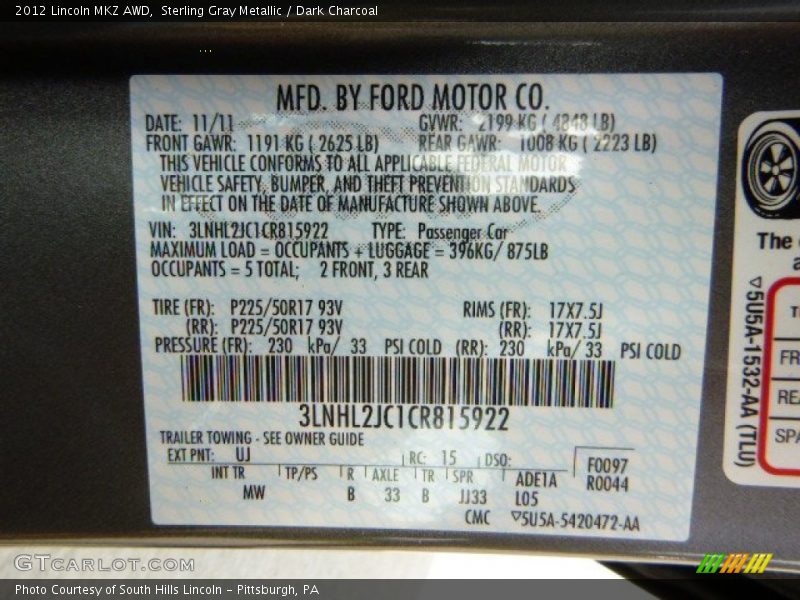 2012 Lincoln MKZ AWD,  Sterling Gray Metallic / Dark Charcoal
MFD. BY FORD MOTOR CO.
DATE: 11/11 GVWR: 2199 KG ( 4848 LB)
FRONT GAWR: 1191 KG ( 2625 LB) REAR GAWR: 1008 KG ( 2223 LB)
THIS VEHICLE CONFORMS TO ALL APPLICABLE FEDERAL MOTOR
VEHICLE SAFETY, BUMPER, AND THEFT PREVENTION STANDARDS
IN EFFECT ON THE DATE OF MANUFACTURE SHOWN ABOVE.
VIN: 3LNHL2JC1CR815922 TYPE: Passenger Car
MAXIMUM LOAD = OCCUPANTS + LUGGAGE = 396KG/ 875LB
OCCUPANTS = 5 TOTAL; 2 FRONT, 3 REAR
TIRE (FR): P225/50R17 93V RIMS (FR): 17X7.5J
(RR): P225/50R17 93V (RR): 17X7.5J
PRESSURE (FR): 230 kPa/ 33 PSI COLD (RR): 230 kPa/ 33 PSI COLD
3LNHL2JC1CR815922
TRAILER TOWING - SEE OWNER GUIDE
EXT PNT: UJ RC: 15 DSO: F0097
INT TR TP/PS R AXLE TR SPR ADE1A R0044
MW B 33 B JJ33 L05
CMC ▽5U5A-5420472-AA
The
▽5U5A-1532-AA (TLU)
GTcarlot.com
Photo Courtesy of South Hills Lincoln - Pittsburgh, PA